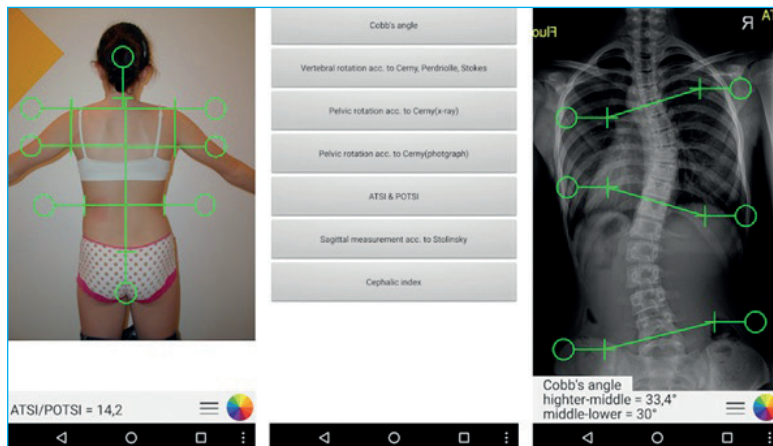 ATSI/POTSI = 14,2
Cobb's angle
Vertebral rotation acc. to Cerny, Perdriolle, Stokes
Pelvic rotation acc. to Cerny(x-ray)
Pelvic rotation acc. to Cerny(photgraph)
ATSI & POTSI
Sagittal measurement acc. to Stolinsky
Cephalic index
R
Fluo
Cobb's angle
highter-middle = 33,4°
middle-lower = 30°